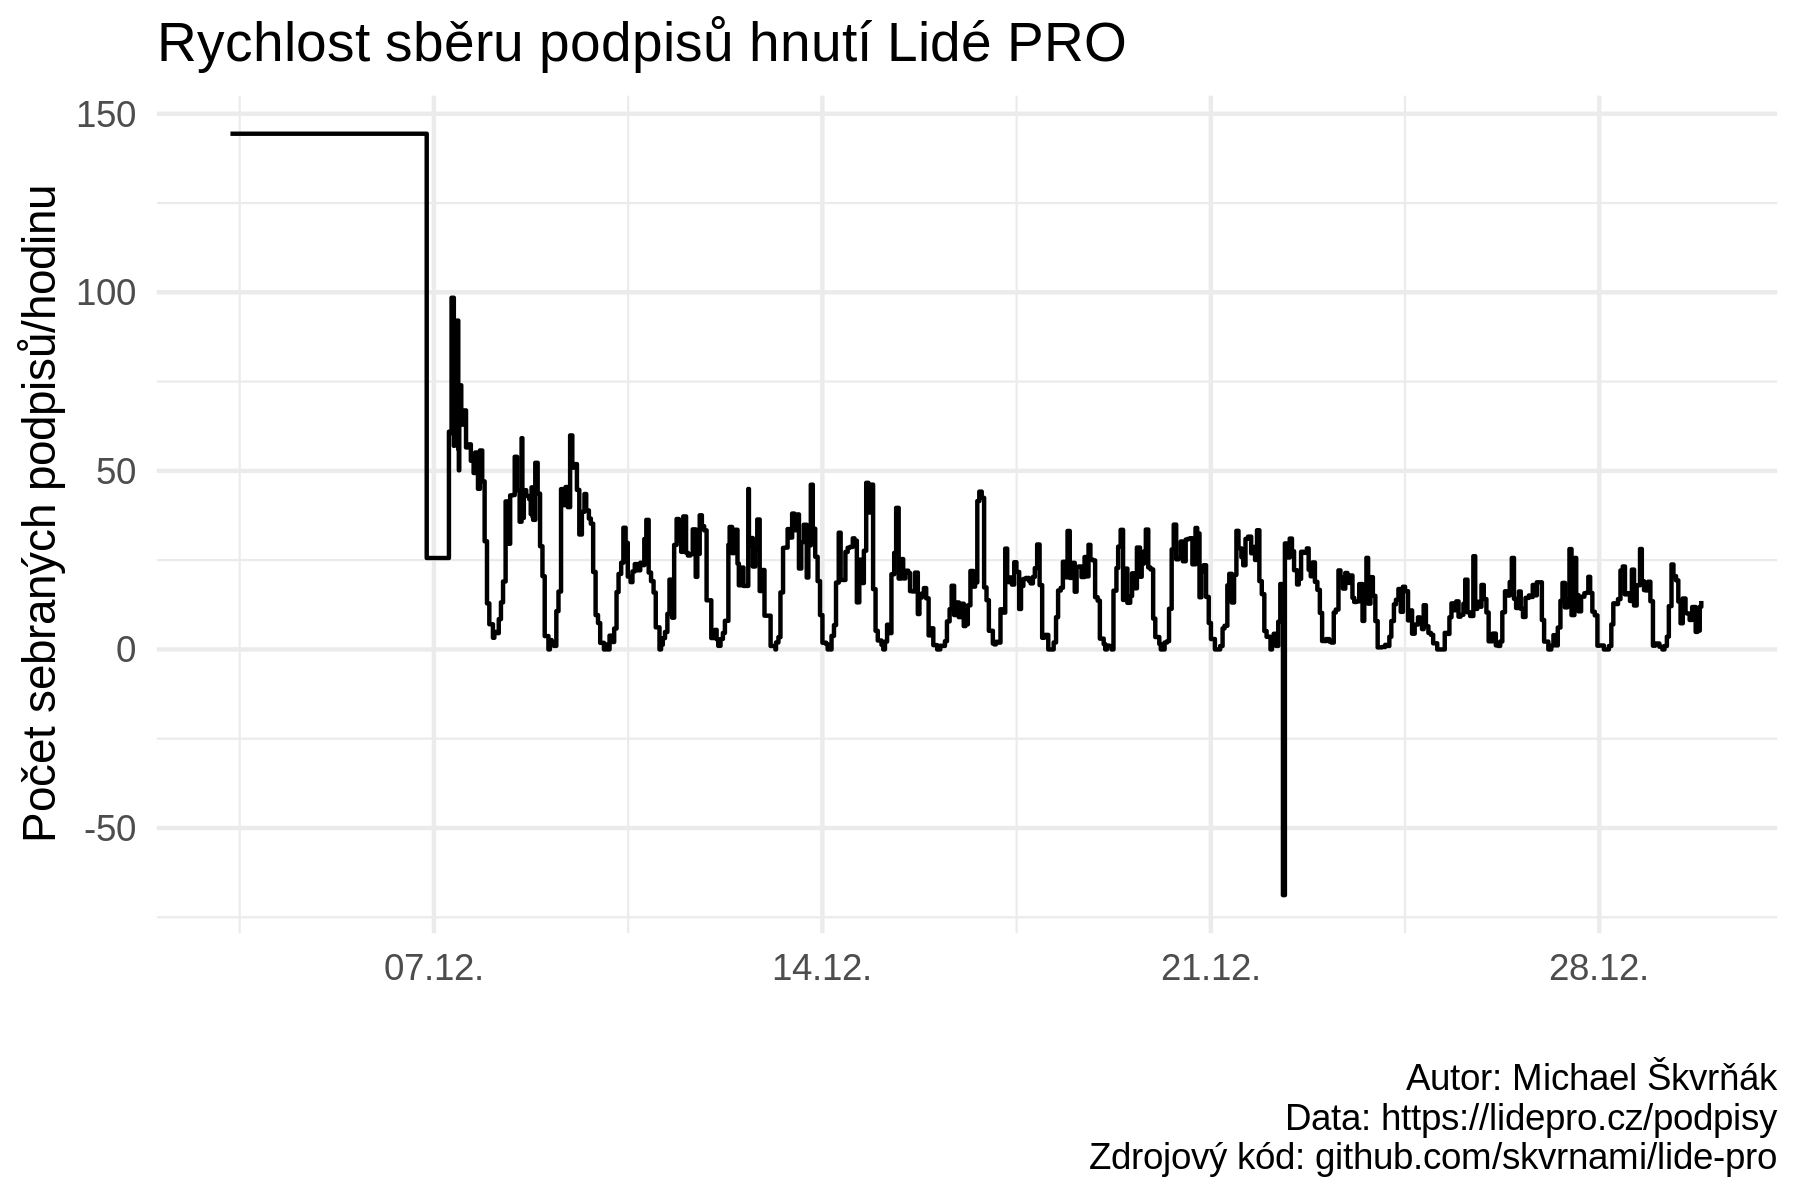 Rychlost sběru podpisů hnutí Lidé PRO
Počet sebraných podpisů/hodinu
150
100
50
0
-50
07.12.
14.12.
21.12.
28.12.
Autor: Michael Škvrňák
Data: https://lidepro.cz/podpisy
Zdrojový kód: github.com/skvrnami/lide-pro